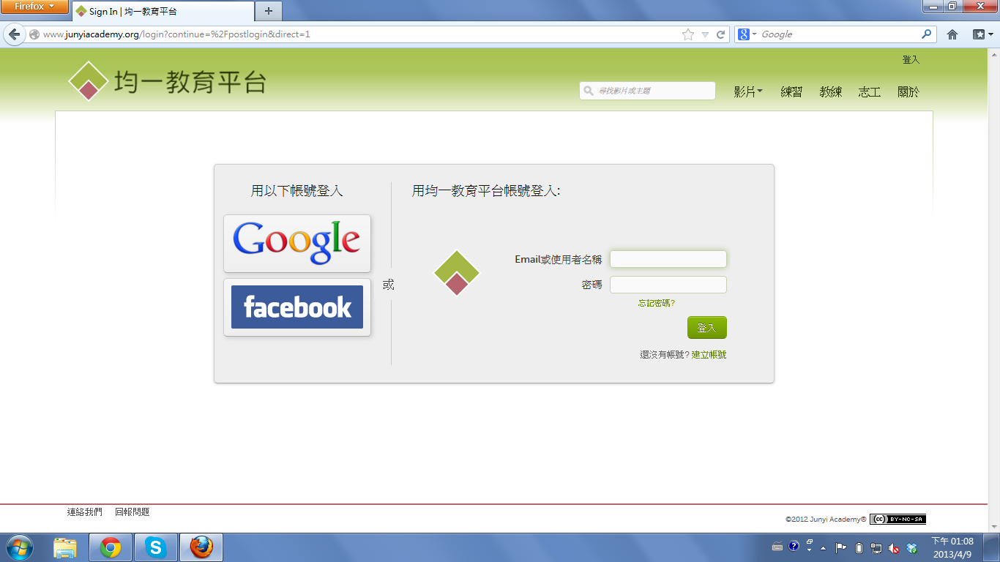 Firefox
Sign In | 均一教育平台
www.junyiacademy.org/login?continue=%2Fpostlogin&direct=1
Google
登入
均一教育平台
尋找影片或主題
影片 練習 教練 志工 關於
用以下帳號登入
Google
facebook
或
用均一教育平台帳號登入:
Email或使用者名稱
密碼
忘記密碼?
登入
還沒有帳號? 建立帳號
連絡我們 回報問題
©2012 Junyi Academy®
(cc) BY-NC-SA
下午 01:08
2013/4/9